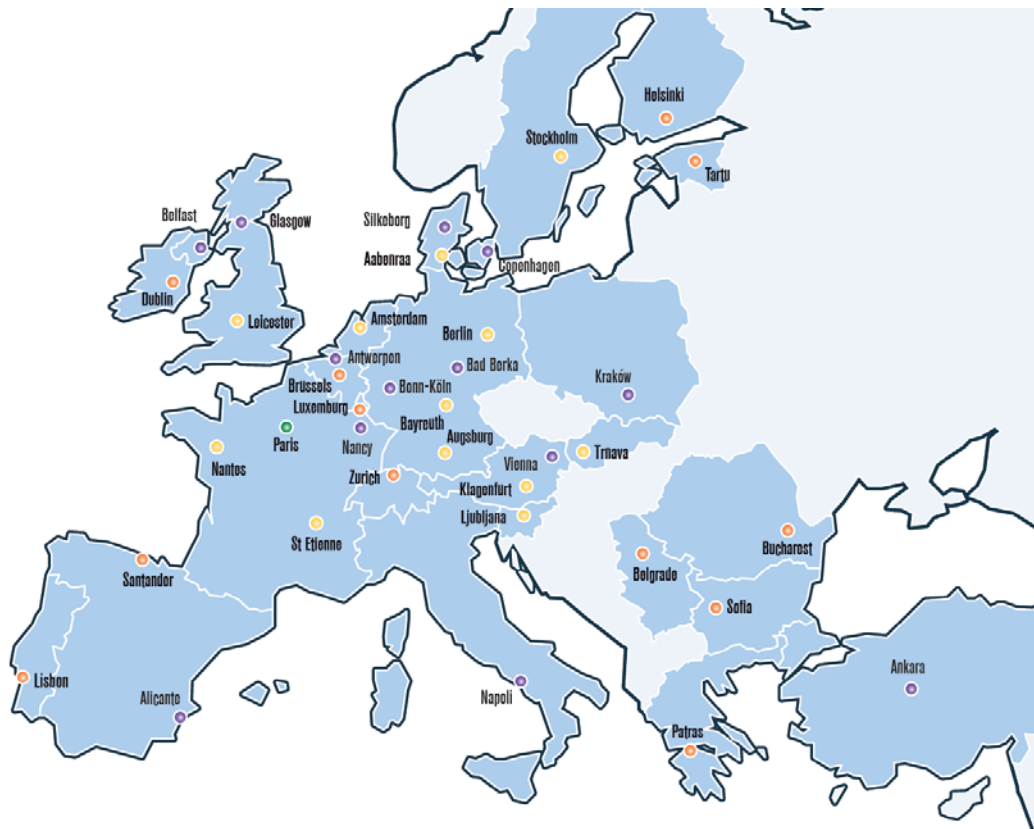 Helsinki
Stockholm
Tartu
Belfast
Glasgow
Silkeborg
Aabenraa
Copenhagen
Dublin
Leicester
Amsterdam
Berlin
Antwerpen
Bad Berka
Brussels
Bonn-Köln
Kraków
Luxemburg
Bayreuth
Paris
Nancy
Augsburg
Nantes
Trnava
Vienna
Zurich
Klagenfurt
Ljubljana
St Etienne
Bucharest
Santander
Belgrade
Sofia
Lisbon
Ankara
Alicante
Napoli
Patras